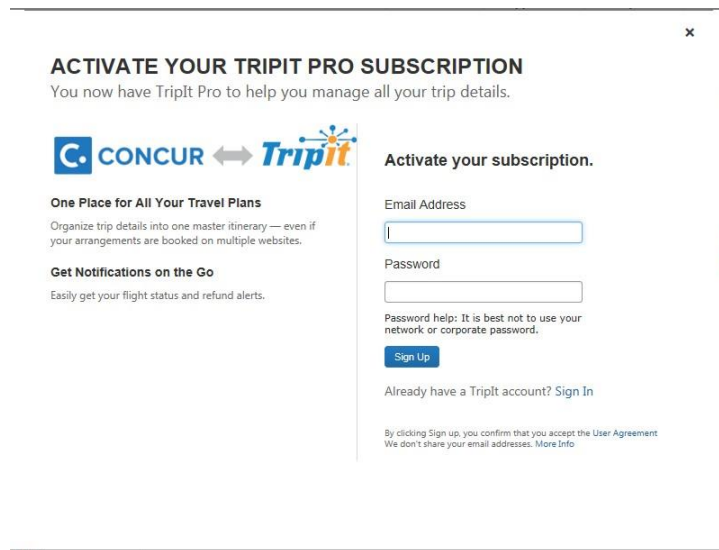 ×
ACTIVATE YOUR TRIPIT PRO SUBSCRIPTION
You now have TripIt Pro to help you manage all your trip details.
C. CONCUR TripIt
One Place for All Your Travel Plans
Organize trip details into one master itinerary — even if
your arrangements are booked on multiple websites.
Get Notifications on the Go
Easily get your flight status and refund alerts.
Activate your subscription.
Email Address
Password
Password help: It is best not to use your
network or corporate password.
Sign Up
Already have a TripIt account? Sign In
By clicking Sign up, you confirm that you accept the User Agreement
We don't share your email addresses. More Info